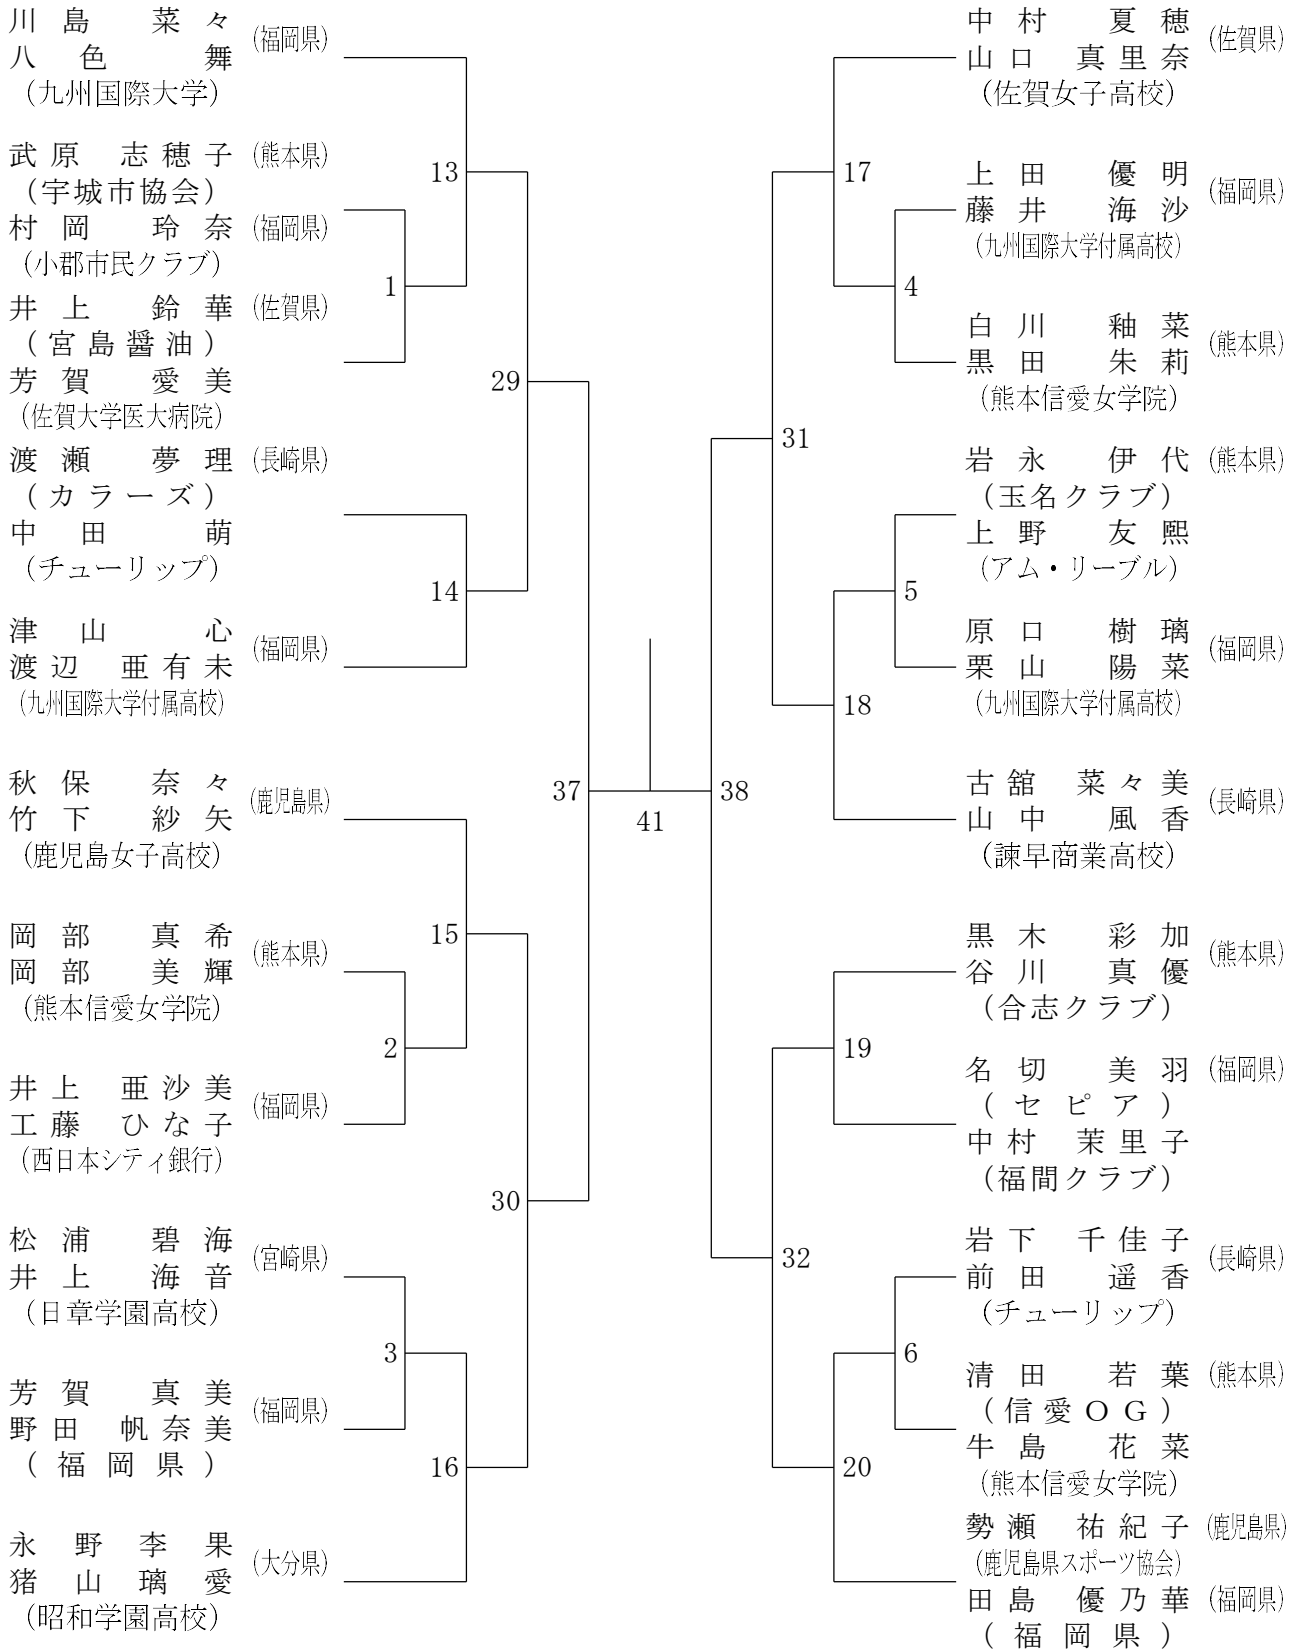 川島 菜々 (福岡県)
八色 舞
(九州国際大学)
武原 志穂子 (熊本県)
(宇城市協会)
村岡 玲奈 (福岡県)
(小郡市民クラブ)
井上 鈴華 (佐賀県)
(宮島醤油)
芳賀 愛美
(佐賀大学医大病院)
渡瀬 夢理 (長崎県)
(カラーズ)
中田 萌
(チューリップ)
津山 心 (福岡県)
渡辺 亜有未
(九州国際大学付属高校)
秋保 奈々 (鹿児島県)
竹下 紗矢
(鹿児島女子高校)
岡部 真希 (熊本県)
岡部 美輝
(熊本信愛女学院)
井上 亜沙美 (福岡県)
工藤 ひな子
(西日本シティ銀行)
松浦 碧海 (宮崎県)
井上 海音
(日章学園高校)
芳賀 真美 (福岡県)
野田 帆奈美
(福岡県)
永野 李果 (大分県)
猪山 璃愛
(昭和学園高校)
13
1
29
14
15
2
30
3
16
37
41
38
17
4
31
5
18
19
32
6
20
中村 夏穂 (佐賀県)
山口 真里奈
(佐賀女子高校)
上田 優明 (福岡県)
藤井 海沙
(九州国際大学付属高校)
白川 釉菜 (熊本県)
黒田 朱莉
(熊本信愛女学院)
岩永 伊代 (熊本県)
(玉名クラブ)
上野 友熙
(アム・リーブル)
原口 樹璃 (福岡県)
栗山 陽菜
(九州国際大学付属高校)
古舘 菜々美 (長崎県)
山中 風香
(諫早商業高校)
黒木 彩加 (熊本県)
谷川 真優
(合志クラブ)
名切 美羽 (福岡県)
(セピア)
中村 茉里子
(福間クラブ)
岩下 千佳子 (長崎県)
前田 遥香
(チューリップ)
清田 若葉 (熊本県)
(信愛OG)
牛島 花菜
(熊本信愛女学院)
勢瀬 祐紀子 (鹿児島県)
(鹿児島県スポーツ協会)
田島 優乃華 (福岡県)
(福岡県)